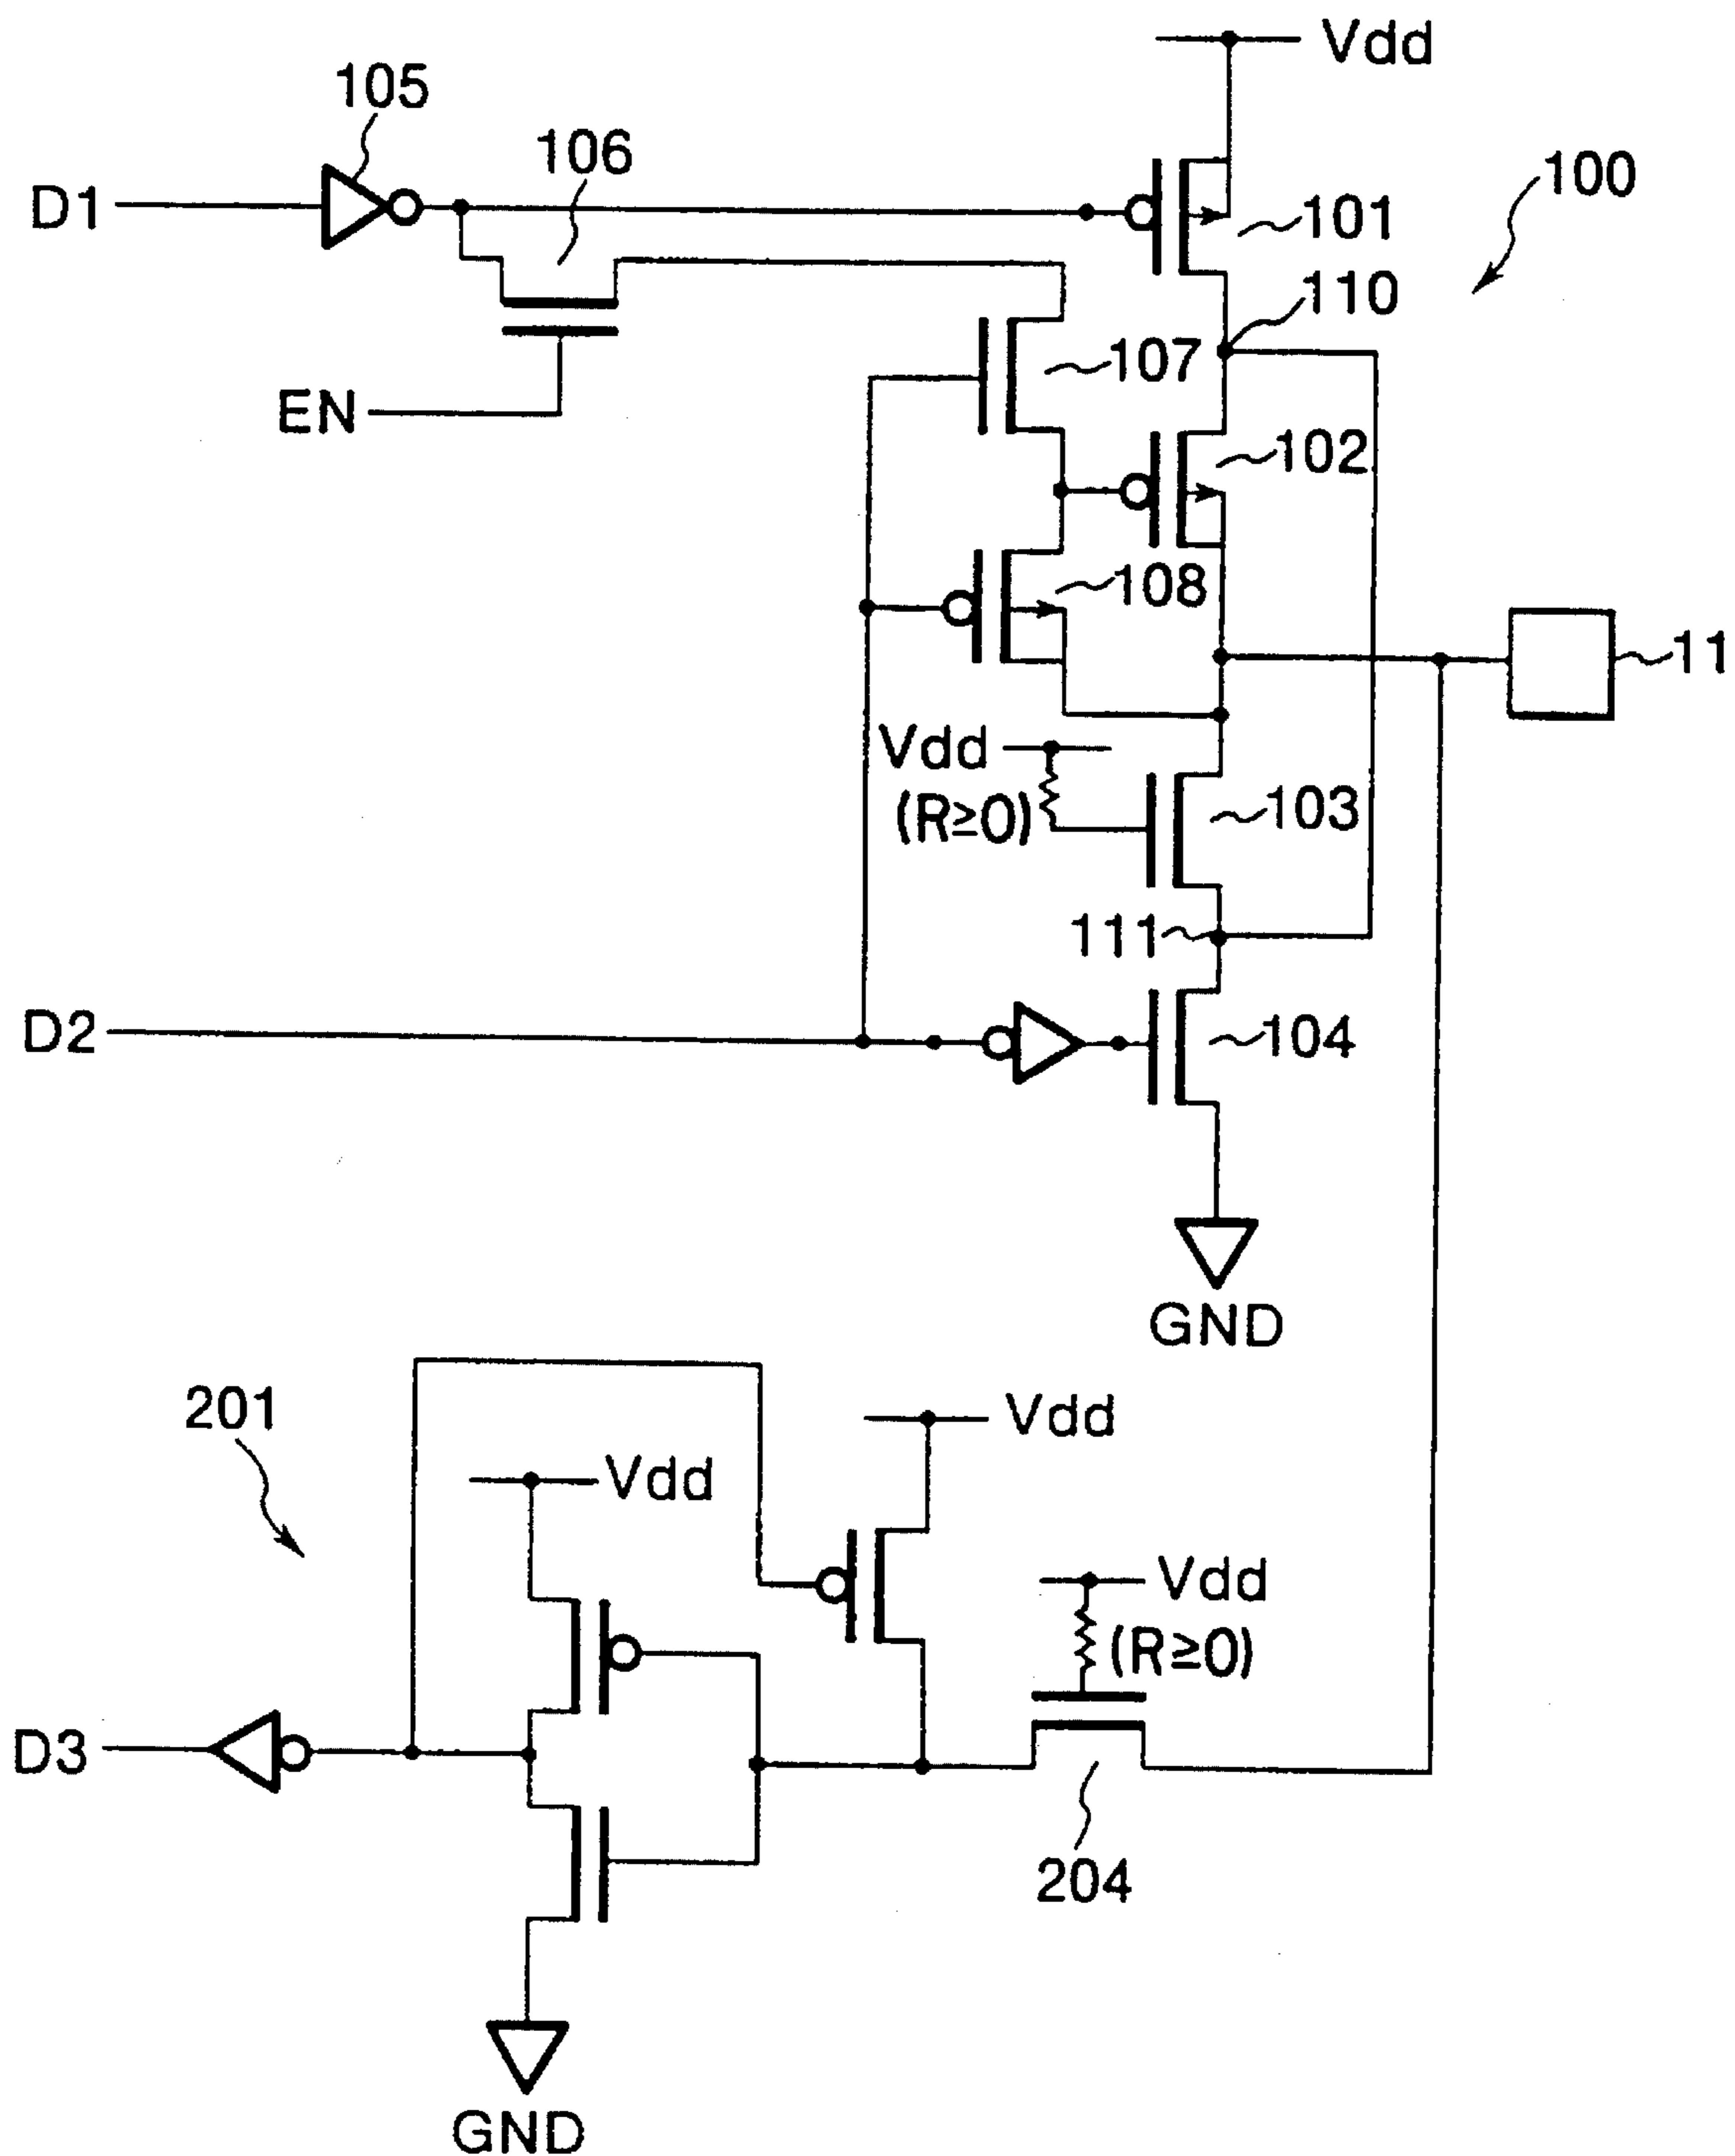 Vdd
105
106
100
D1
101
110
107
EN
102
108
11
Vdd
(R≥0)
103
111
D2
104
GND
201
Vdd
Vdd
Vdd
(R≥0)
D3
204
GND